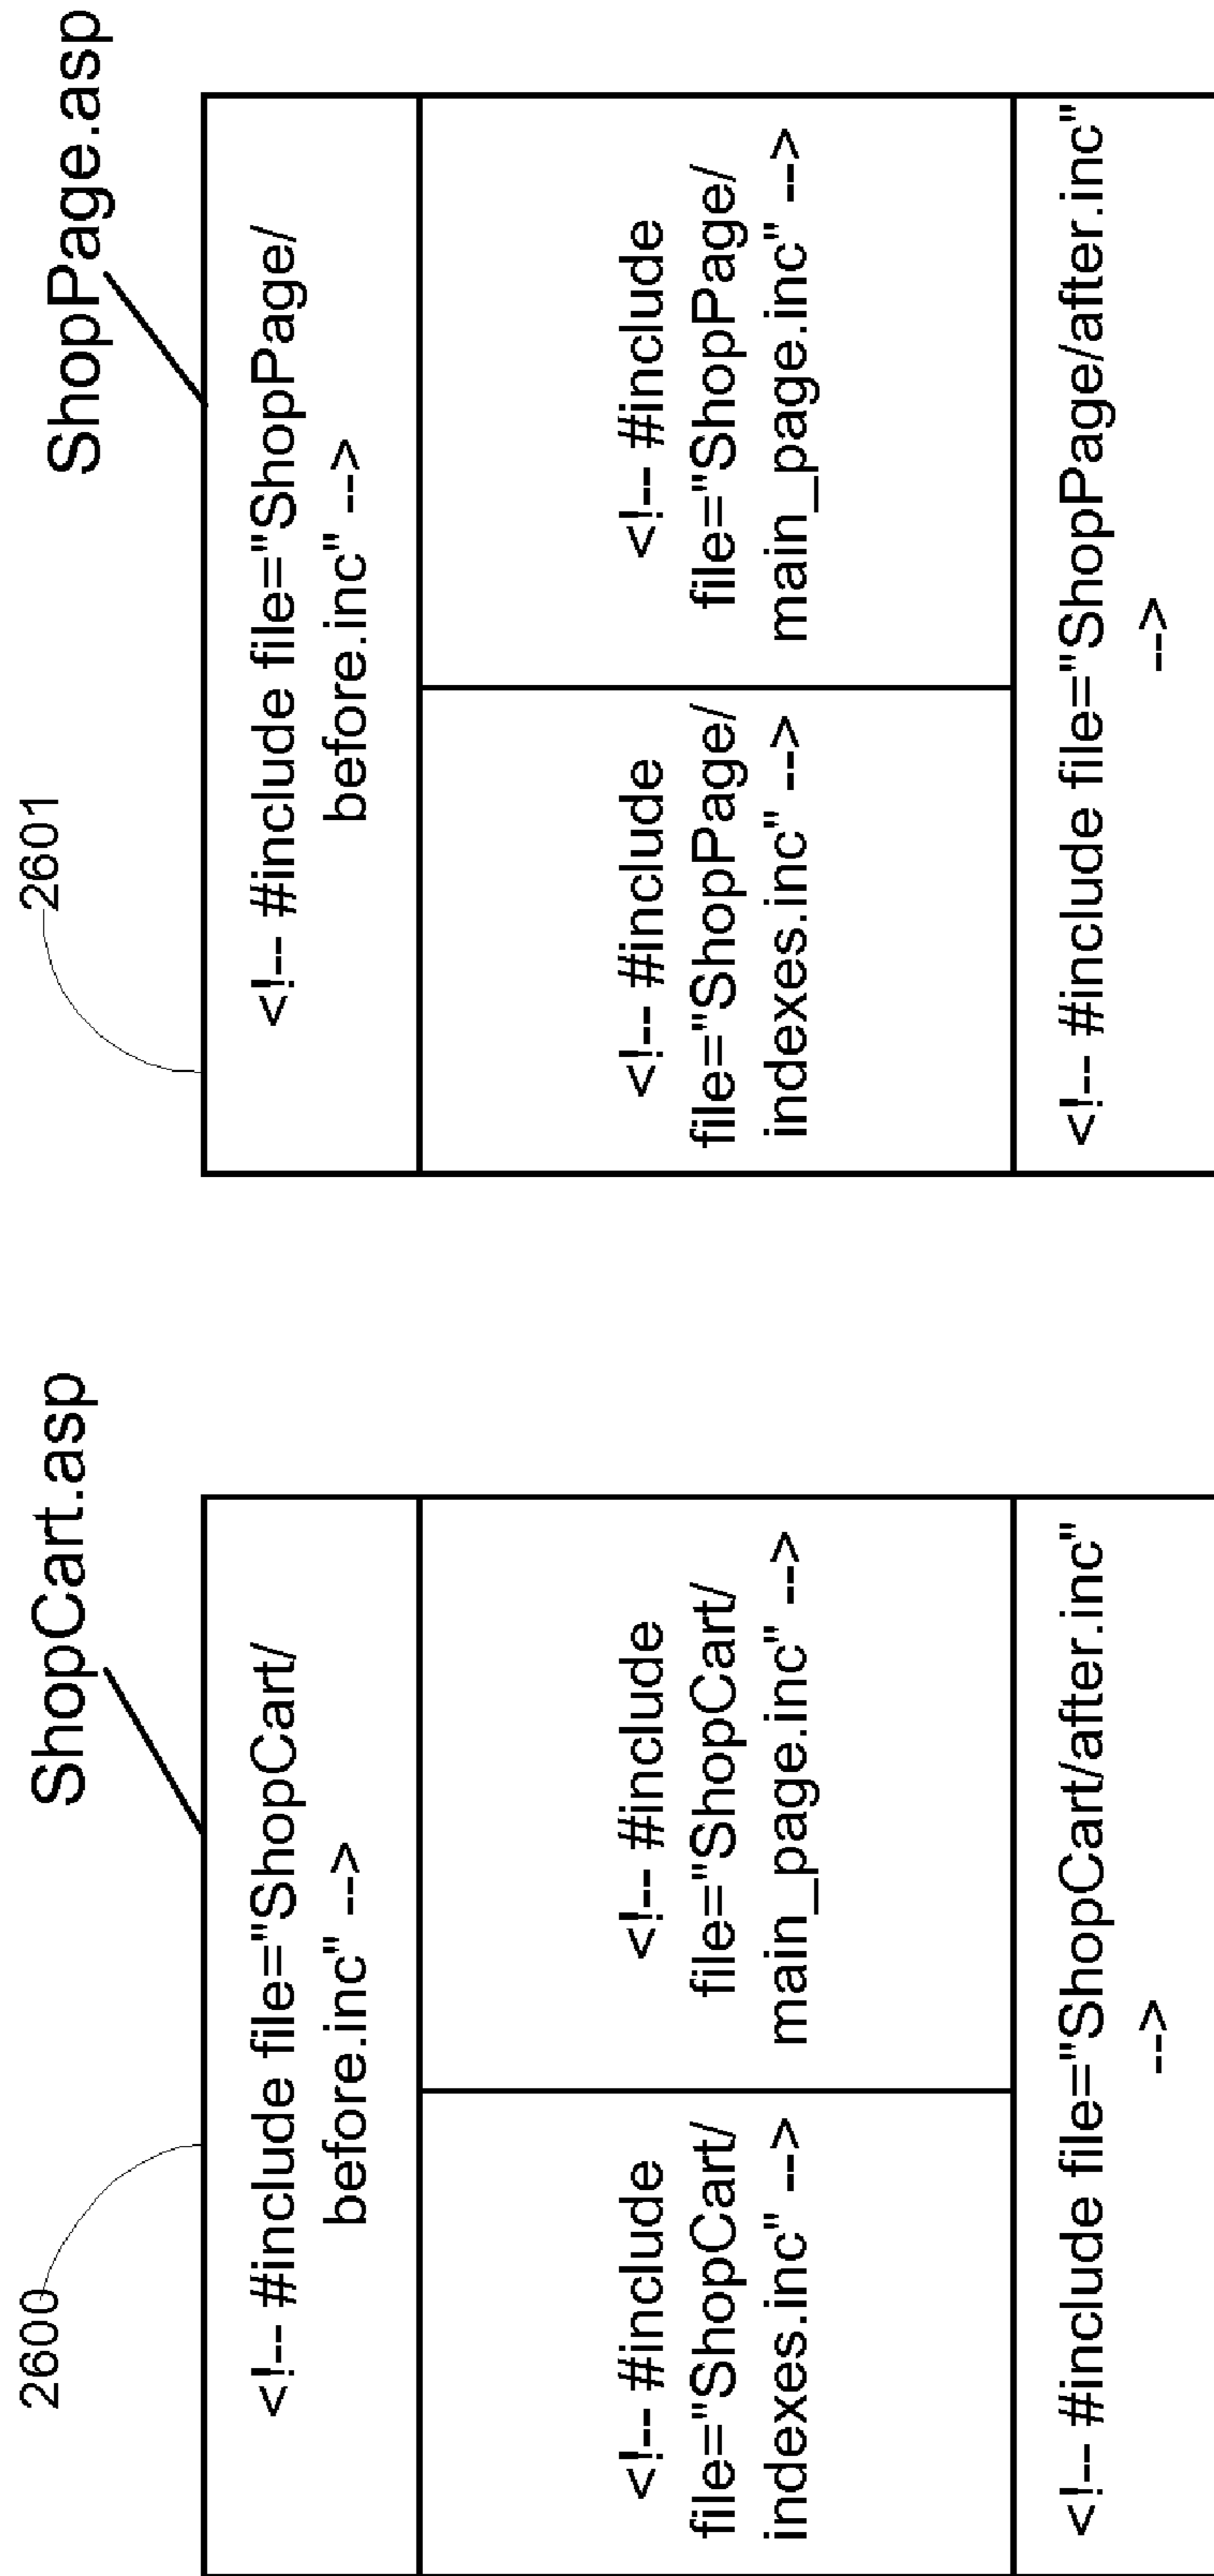 2600
ShopCart.asp
<!-- #include file="ShopCart/
before.inc" -->
<!-- #include
file="ShopCart/
indexes.inc" -->
<!-- #include
file="ShopCart/
main_page.inc" -->
<!-- #include file="ShopCart/after.inc"
-->
2601
ShopPage.asp
<!-- #include file="ShopPage/
before.inc" -->
<!-- #include
file="ShopPage/
indexes.inc" -->
<!-- #include
file="ShopPage/
main_page.inc" -->
<!-- #include file="ShopPage/after.inc"
-->